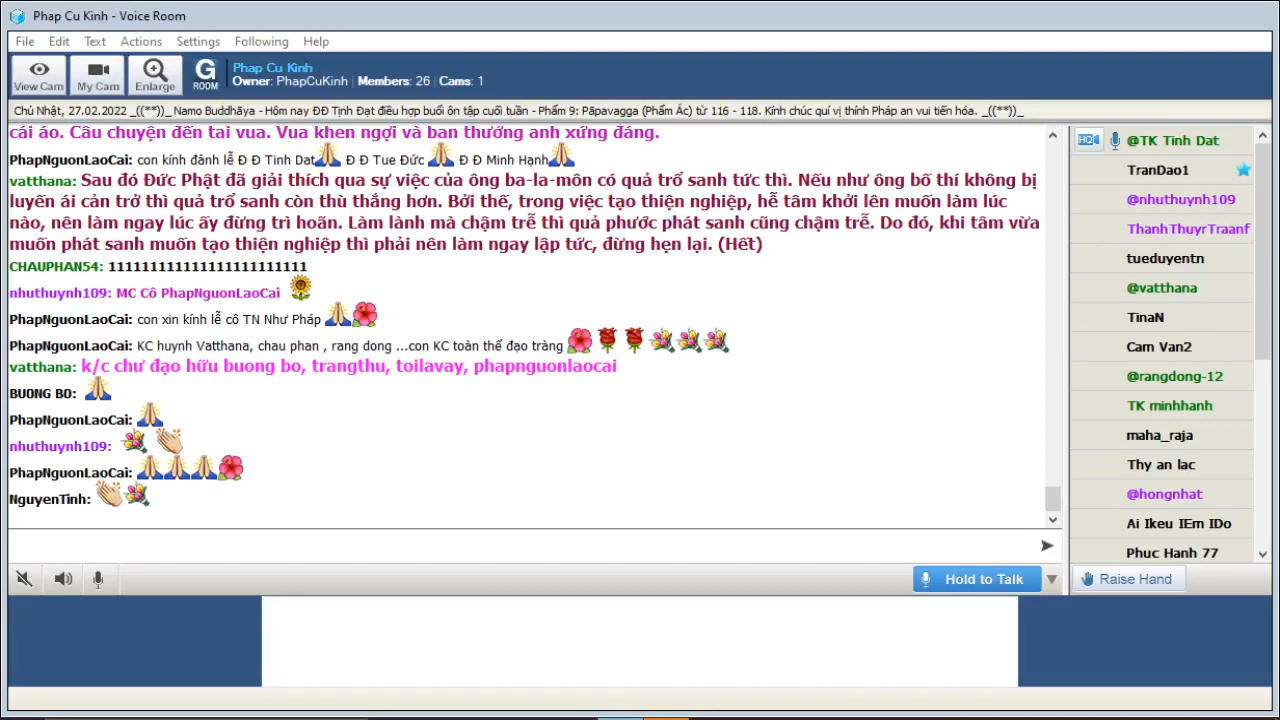 Phap Cu Kinh - Voice Room
File Edit Text Actions Settings Following Help
View Cam My Cam Enlarge G ROOM
Phap Cu Kinh
Owner: PhapCuKinh Members: 26 Cams: 1
Chủ Nhật, 27.02.2022 _((**))_ Namo Buddhāya - Hôm nay ĐĐ Tịnh Đạt điều hợp buổi ôn tập cuối tuần - Phẩm 9: Pāpavagga (Phẩm Ác) từ 116 - 118. Kính chúc quí vị thính Pháp an vui tiến hóa. _((**))_
cái áo. Câu chuyện đến tai vua. Vua khen ngợi và ban thưởng anh xứng đáng.
PhapNguonLaoCai: con kính đảnh lễ Đ Đ Tinh Dat Đ Đ Tue Đức Đ Đ Minh Hạnh
vatthana: Sau đó Đức Phật đã giải thích qua sự việc của ông ba-la-môn có quả trổ sanh tức thì. Nếu như ông bố thí không bị
luyến ái cản trở thì quả trổ sanh còn thù thắng hơn. Bởi thế, trong việc tạo thiện nghiệp, hễ tâm khởi lên muốn làm lúc
nào, nên làm ngay lúc ấy đừng trì hoãn. Làm lành mà chậm trễ thì quả phước phát sanh cũng chậm trễ. Do đó, khi tâm vừa
muốn phát sanh muốn tạo thiện nghiệp thì phải nên làm ngay lập tức, đừng hẹn lại. (Hết)
CHAUPHAN54: 111111111111111111111111
nhuthuynh109: MC Cô PhapNguonLaoCai
PhapNguonLaoCai: con xin kính lễ cô TN Như Pháp
PhapNguonLaoCai: KC huynh Vatthana, chau phan , rang dong ...con KC toàn thể đạo tràng
vatthana: k/c chư đạo hữu buong bo, trangthu, toilavay, phapnguonlaocai
BUONG BO:
PhapNguonLaoCai:
nhuthuynh109:
PhapNguonLaoCai:
NguyenTinh:
@TK Tinh Dat
TranDao1
@nhuthuynh109
ThanhThuyrTraanf
tueduyentn
@vatthana
TinaN
Cam Van2
@rangdong-12
TK minhhanh
maha_raja
Thy an lac
@hongnhat
Ai Ikeu IEm IDo
Phuc Hanh 77
Hold to Talk
Raise Hand